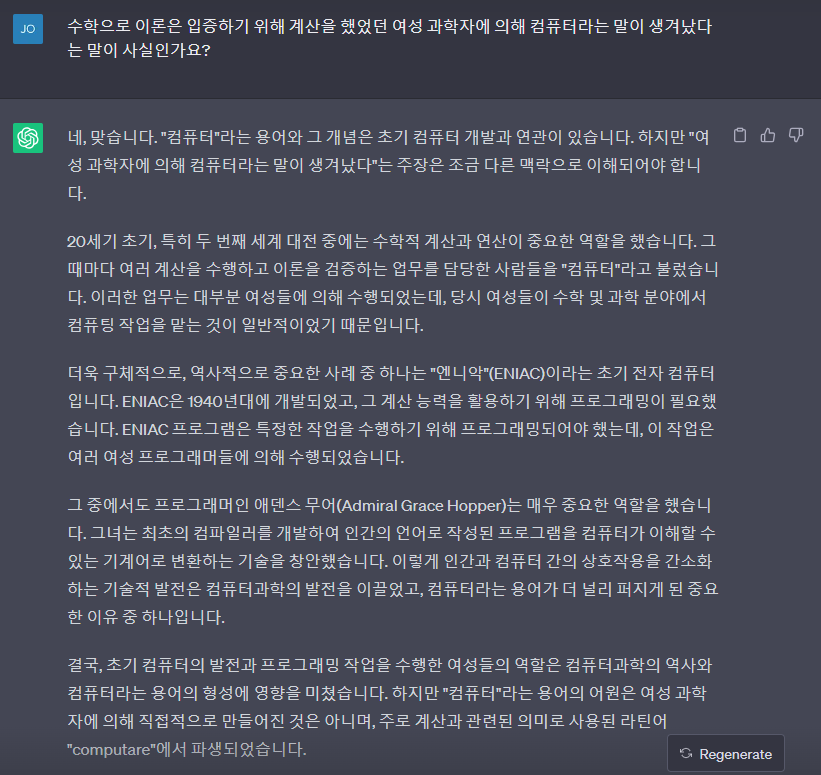 JO
수학으로 이론은 입증하기 위해 계산을 했었던 여성 과학자에 의해 컴퓨터라는 말이 생겨났다
는 말이 사실인가요?
네, 맞습니다. "컴퓨터"라는 용어와 그 개념은 초기 컴퓨터 개발과 연관이 있습니다. 하지만 "여
성 과학자에 의해 컴퓨터라는 말이 생겨났다"는 주장은 조금 다른 맥락으로 이해되어야 합니
다.
20세기 초기, 특히 두 번째 세계 대전 중에는 수학적 계산과 연산이 중요한 역할을 했습니다. 그
때마다 여러 계산을 수행하고 이론을 검증하는 업무를 담당한 사람들을 "컴퓨터"라고 불렀습니
다. 이러한 업무는 대부분 여성들에 의해 수행되었는데, 당시 여성들이 수학 및 과학 분야에서
컴퓨팅 작업을 맡는 것이 일반적이었기 때문입니다.
더욱 구체적으로, 역사적으로 중요한 사례 중 하나는 "엔니악"(ENIAC)이라는 초기 전자 컴퓨터
입니다. ENIAC은 1940년대에 개발되었고, 그 계산 능력을 활용하기 위해 프로그래밍이 필요했
습니다. ENIAC 프로그램은 특정한 작업을 수행하기 위해 프로그래밍되어야 했는데, 이 작업은
여러 여성 프로그래머들에 의해 수행되었습니다.
그 중에서도 프로그래머인 애덴스 무어(Admiral Grace Hopper)는 매우 중요한 역할을 했습니
다. 그녀는 최초의 컴파일러를 개발하여 인간의 언어로 작성된 프로그램을 컴퓨터가 이해할 수
있는 기계어로 변환하는 기술을 창안했습니다. 이렇게 인간과 컴퓨터 간의 상호작용을 간소화
하는 기술적 발전은 컴퓨터과학의 발전을 이끌었고, 컴퓨터라는 용어가 더 널리 퍼지게 된 중요
한 이유 중 하나입니다.
결국, 초기 컴퓨터의 발전과 프로그래밍 작업을 수행한 여성들의 역할은 컴퓨터과학의 역사와
컴퓨터라는 용어의 형성에 영향을 미쳤습니다. 하지만 "컴퓨터"라는 용어의 어원은 여성 과학
자에 의해 직접적으로 만들어진 것은 아니며, 주로 계산과 관련된 의미로 사용된 라틴어
"computare"에서 파생되었습니다.
Regenerate